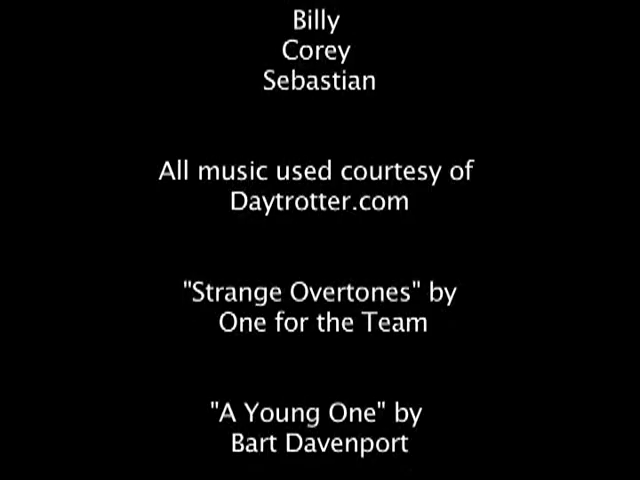 Billy
Corey
Sebastian
All music used courtesy of
Daytrotter.com
"Strange Overtones" by
One for the Team
"A Young One" by
Bart Davenport